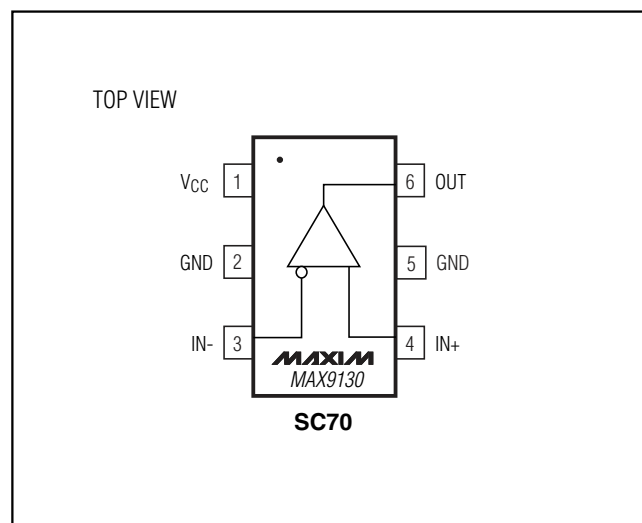 TOP VIEW
VCC 1 6 OUT
GND 2 5 GND
IN- 3 4 IN+
MAXIM
MAX9130
SC70